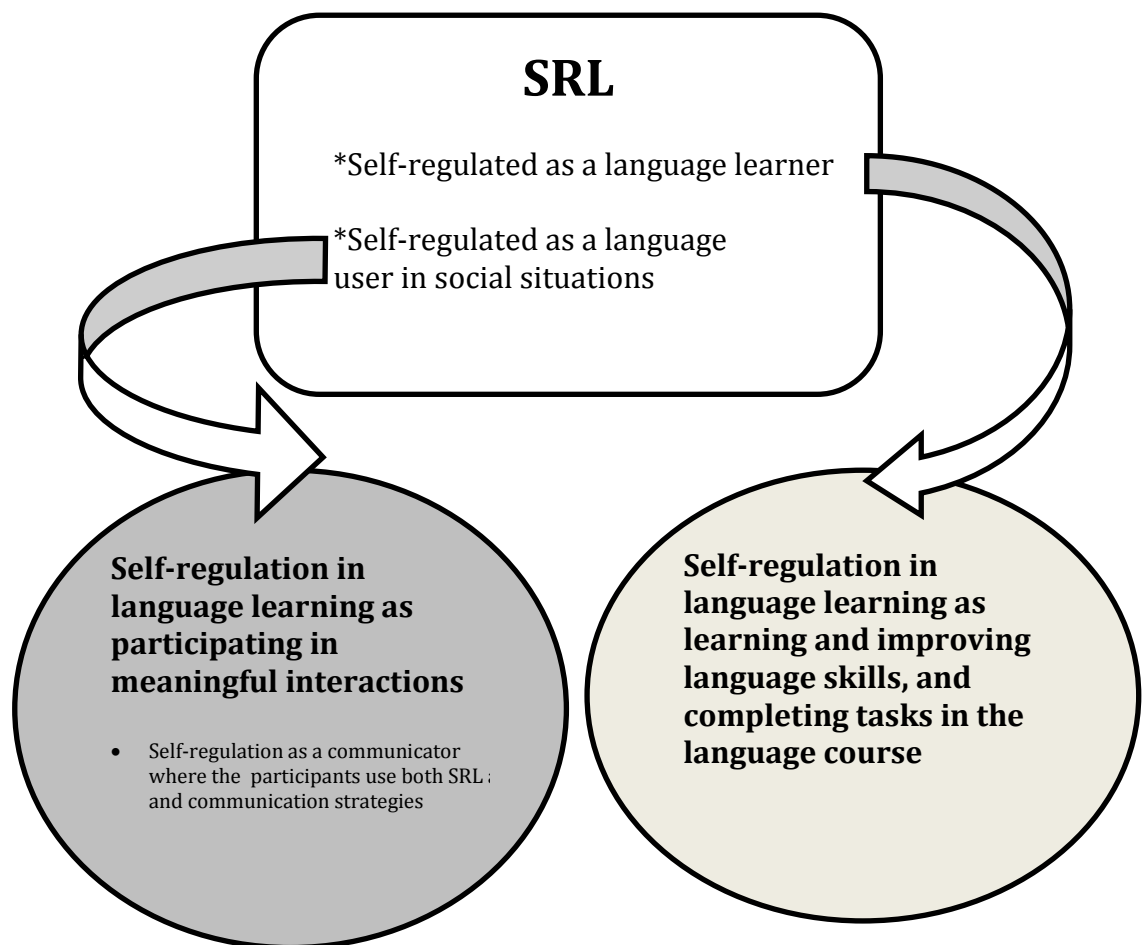 SRL
*Self-regulated as a language learner
*Self-regulated as a language
user in social situations
Self-regulation in
language learning as
participating in
meaningful interactions
• Self-regulation as a communicator
where the participants use both SRL
and communication strategies
Self-regulation in
language learning as
learning and improving
language skills, and
completing tasks in the
language course